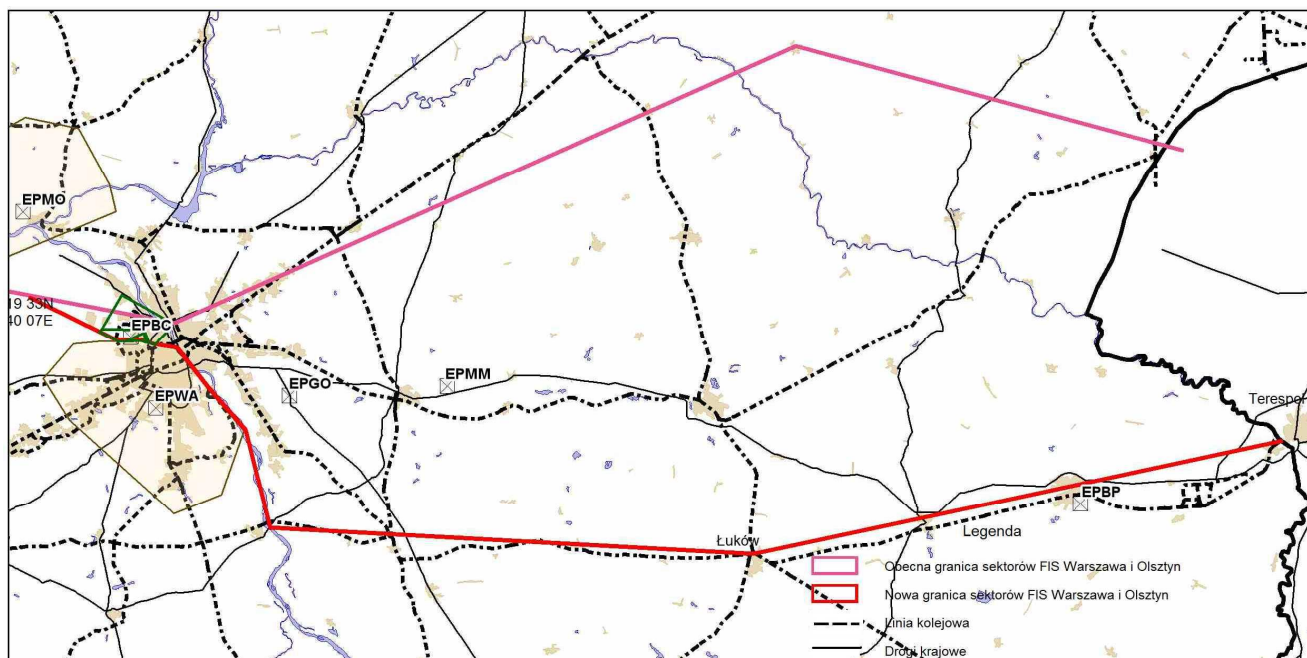 EPMO
19 33N
40 07E
EPBC
EPGO
EPMM
EPWA
Terespol
EPBP
Łuków
Legenda
Obecna granica sektorów FIS Warszawa i Olsztyn
Nowa granica sektorów FIS Warszawa i Olsztyn
Linia kolejowa
Drogi krajowe